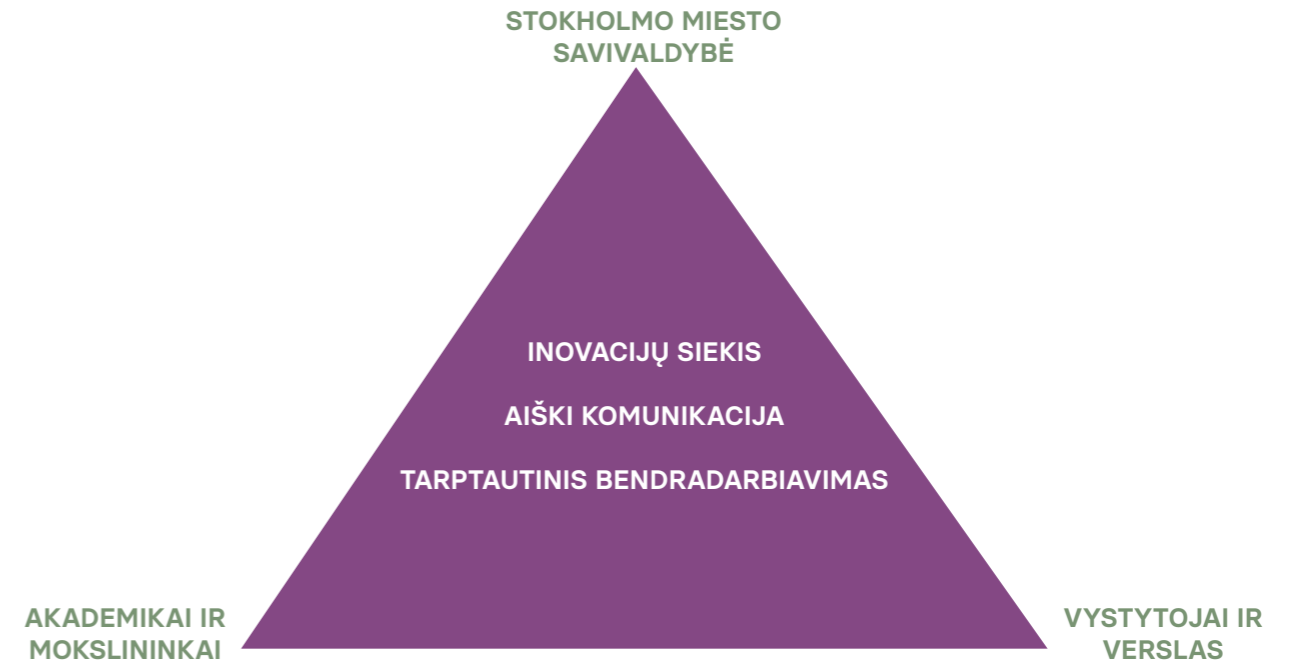 STOKHOLMO MIESTO
SAVIVALDYBĖ
INOVACIJŲ SIEKIS
AIŠKI KOMUNIKACIJA
TARPTAUTINIS BENDRADARBIAVIMAS
AKADEMIKAI IR
MOKSLININKAI
VYSTYTOJAI IR
VERSLAS